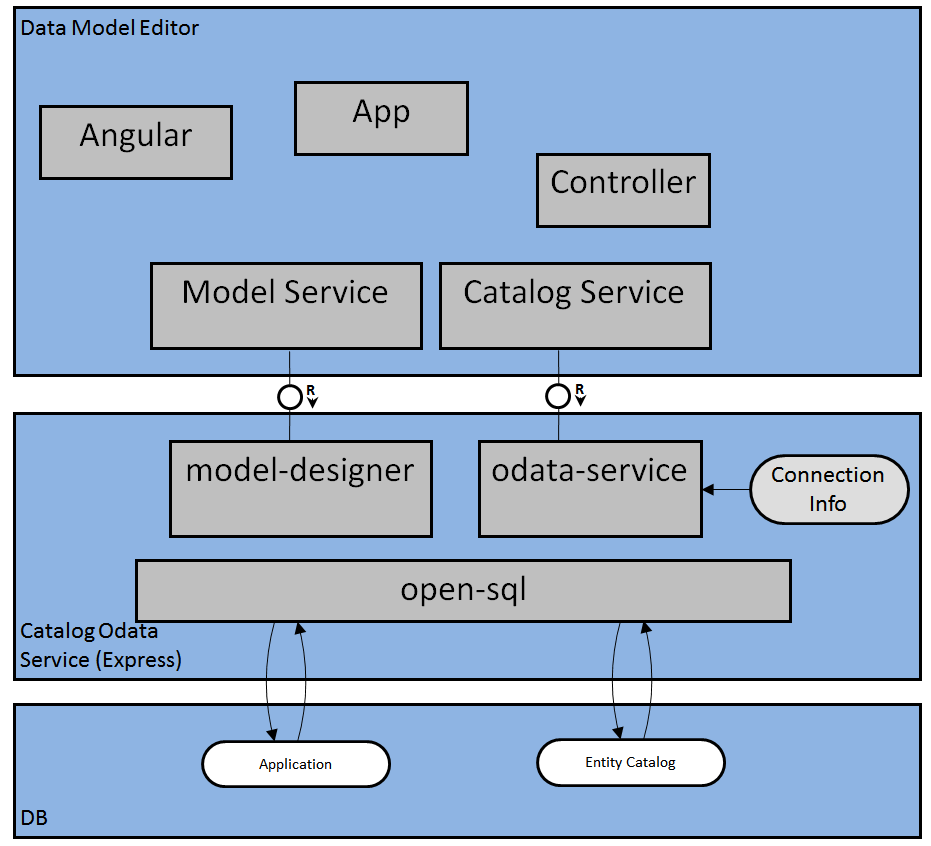 Data Model Editor
App
Angular
Controller
Model Service
Catalog Service
R
R
model-designer
odata-service
Connection
Info
open-sql
Catalog Odata
Service (Express)
Application
Entity Catalog
DB